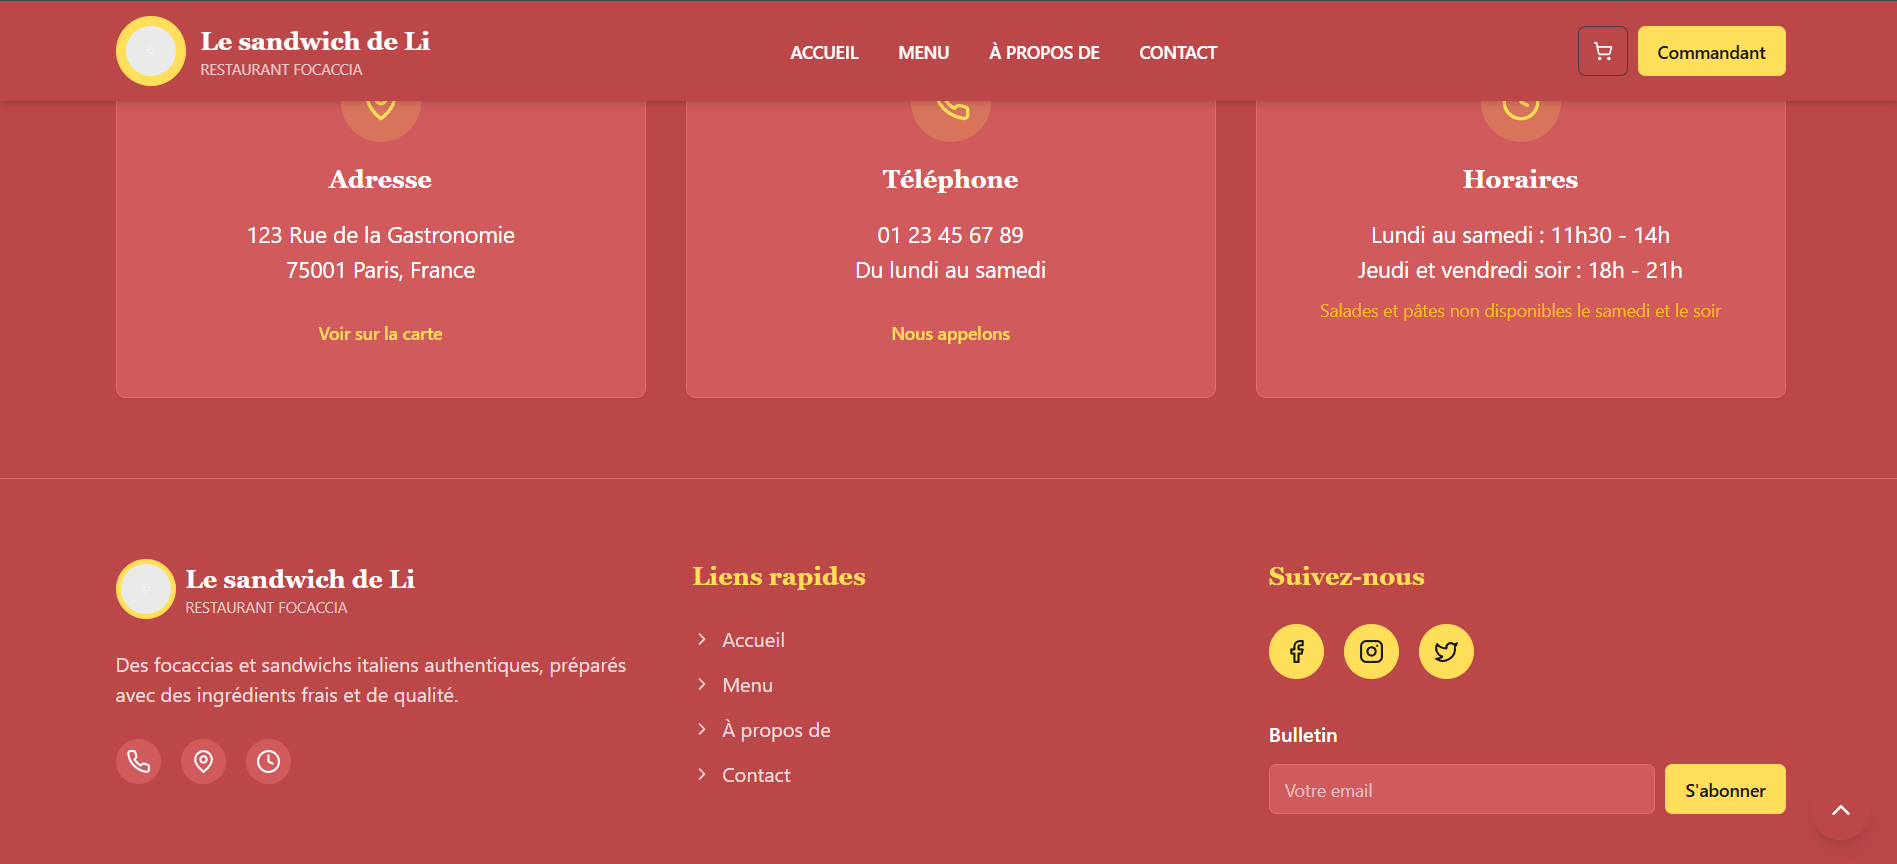 Le sandwich de Li
RESTAURANT FOCACCIA
ACCUEIL
MENU
À PROPOS DE
CONTACT
Commandant
Adresse
123 Rue de la Gastronomie
75001 Paris, France
Voir sur la carte
Téléphone
01 23 45 67 89
Du lundi au samedi
Nous appelons
Horaires
Lundi au samedi : 11h30 - 14h
Jeudi et vendredi soir : 18h - 21h
Salades et pâtes non disponibles le samedi et le soir
Le sandwich de Li
RESTAURANT FOCACCIA
Des focaccias et sandwichs italiens authentiques, préparés
avec des ingrédients frais et de qualité.
Liens rapides
Accueil
Menu
À propos de
Contact
Suivez-nous
Bulletin
Votre email
S'abonner